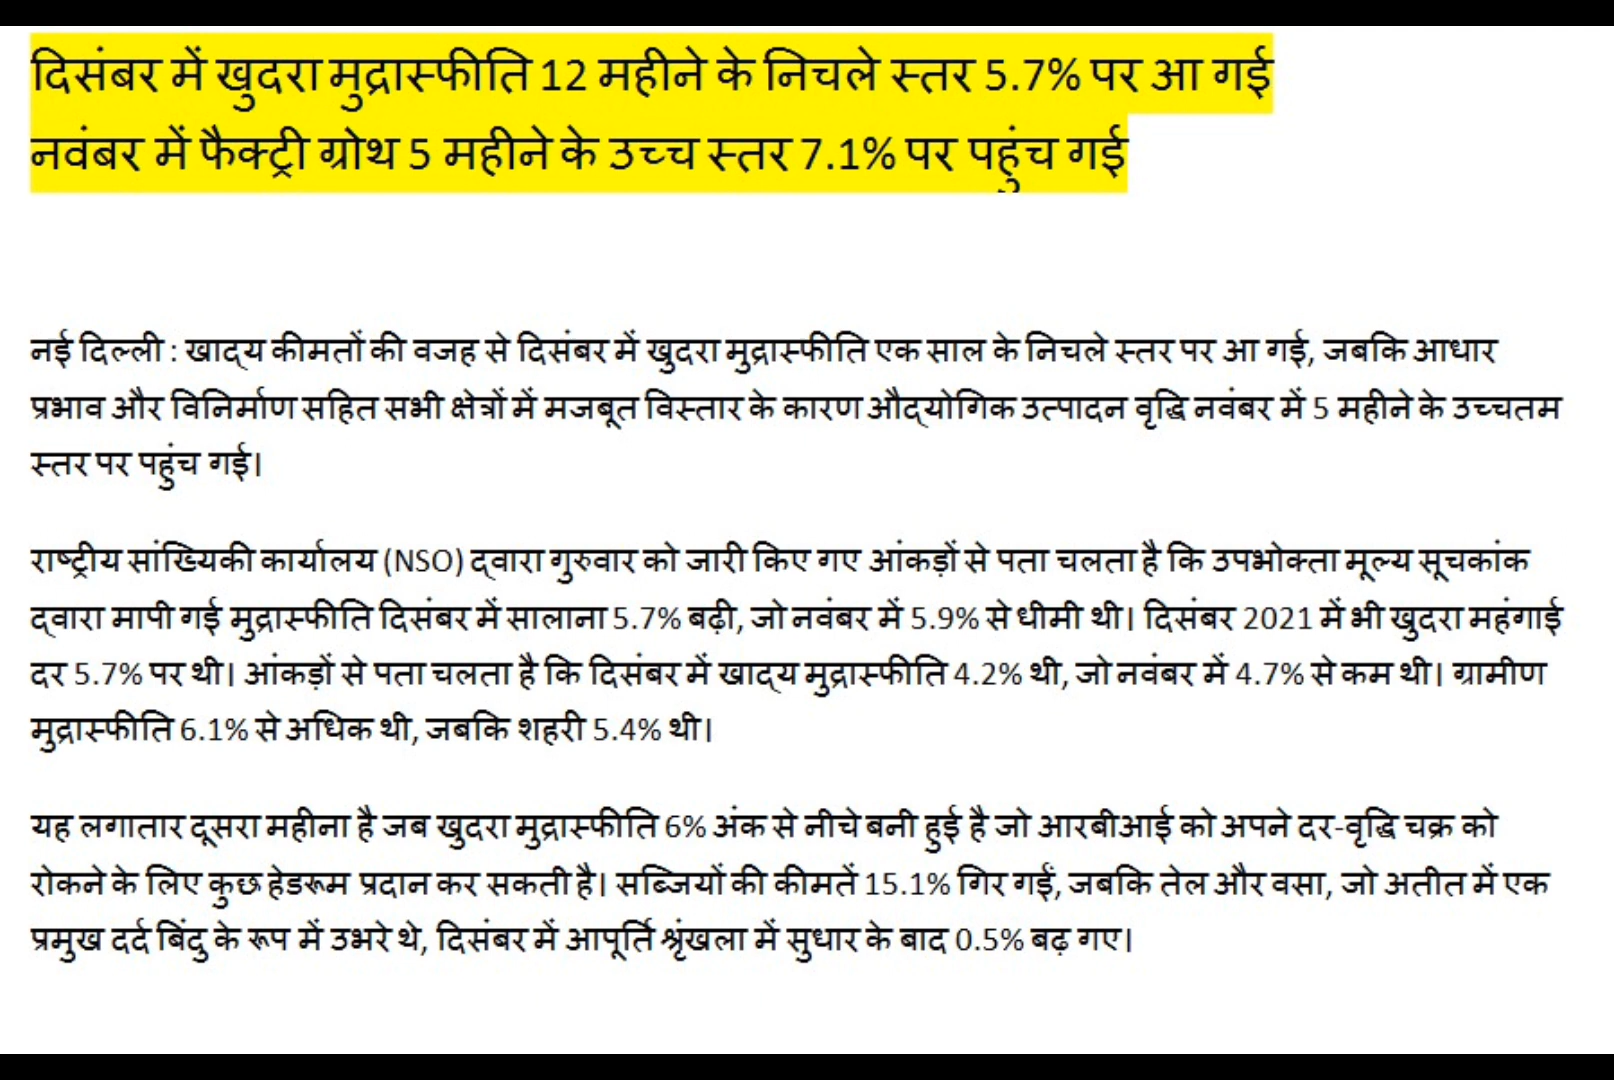 दिसंबर में खुदरा मुद्रास्फीति 12 महीने के निचले स्तर 5.7% पर आ गई
नवंबर में फैक्ट्री ग्रोथ 5 महीने के उच्च स्तर 7.1% पर पहुंच गई
नई दिल्ली : खाद्य कीमतों की वजह से दिसंबर में खुदरा मुद्रास्फीति एक साल के निचले स्तर पर आ गई, जबकि आधार
प्रभाव और विनिर्माण सहित सभी क्षेत्रों में मजबूत विस्तार के कारण औद्योगिक उत्पादन वृद्धि नवंबर में 5 महीने के उच्चतम
स्तर पर पहुंच गई।
राष्ट्रीय सांख्यिकी कार्यालय (NSO) द्वारा गुरुवार को जारी किए गए आंकड़ों से पता चलता है कि उपभोक्ता मूल्य सूचकांक
द्वारा मापी गई मुद्रास्फीति दिसंबर में सालाना 5.7% बढ़ी, जो नवंबर में 5.9% से धीमी थी। दिसंबर 2021 में भी खुदरा महंगाई
दर 5.7% पर थी। आंकड़ों से पता चलता है कि दिसंबर में खाद्य मुद्रास्फीति 4.2% थी, जो नवंबर में 4.7% से कम थी। ग्रामीण
मुद्रास्फीति 6.1% से अधिक थी, जबकि शहरी 5.4% थी।
यह लगातार दूसरा महीना है जब खुदरा मुद्रास्फीति 6% अंक से नीचे बनी हुई है जो आरबीआई को अपने दर-वृद्धि चक्र को
रोकने के लिए कुछ हेडरूम प्रदान कर सकती है। सब्जियों की कीमतें 15.1% गिर गईं, जबकि तेल और वसा, जो अतीत में एक
प्रमुख दर्द बिंदु के रूप में उभरे थे, दिसंबर में आपूर्ति श्रृंखला में सुधार के बाद 0.5% बढ़ गए।